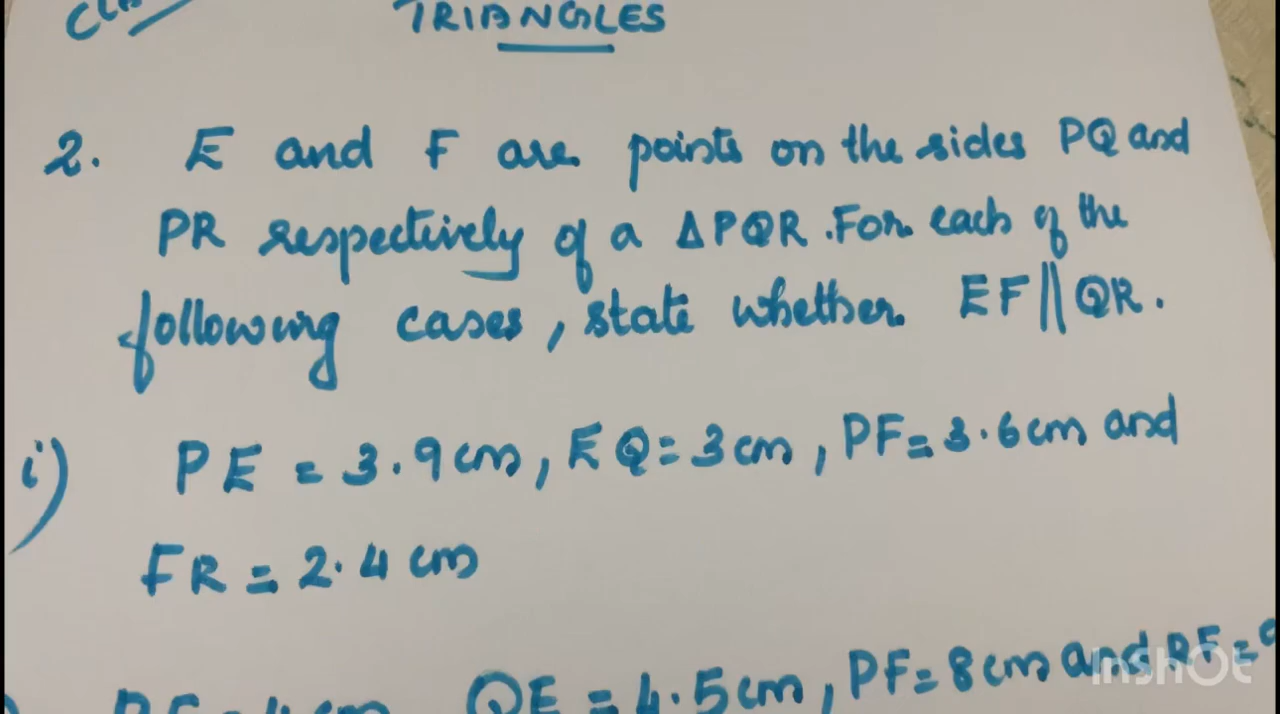 TRIANGLES
2. E and F are points on the sides PQ and
PR respectively of a ΔPQR. For each of the
following cases, state whether EF || QR.
i) PE = 3.9 cm, EQ = 3 cm, PF = 3.6 cm and
FR = 2.4 cm
QE = 4.5 cm, PF = 8 cm and RF =
InShOt